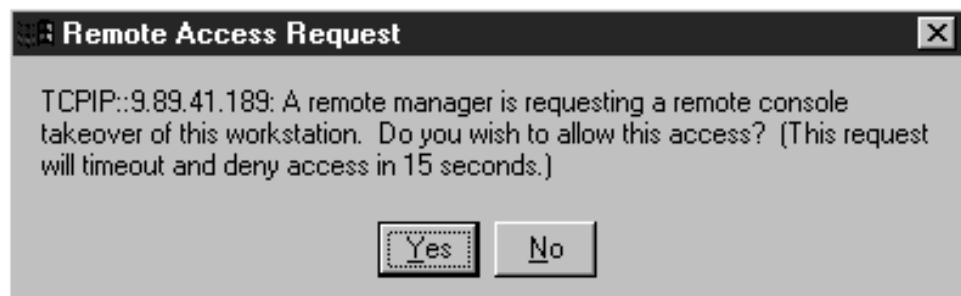 Remote Access Request
TCPIP::9.89.41.189: A remote manager is requesting a remote console
takeover of this workstation.  Do you wish to allow this access?  (This request
will timeout and deny access in 15 seconds.)
Yes No